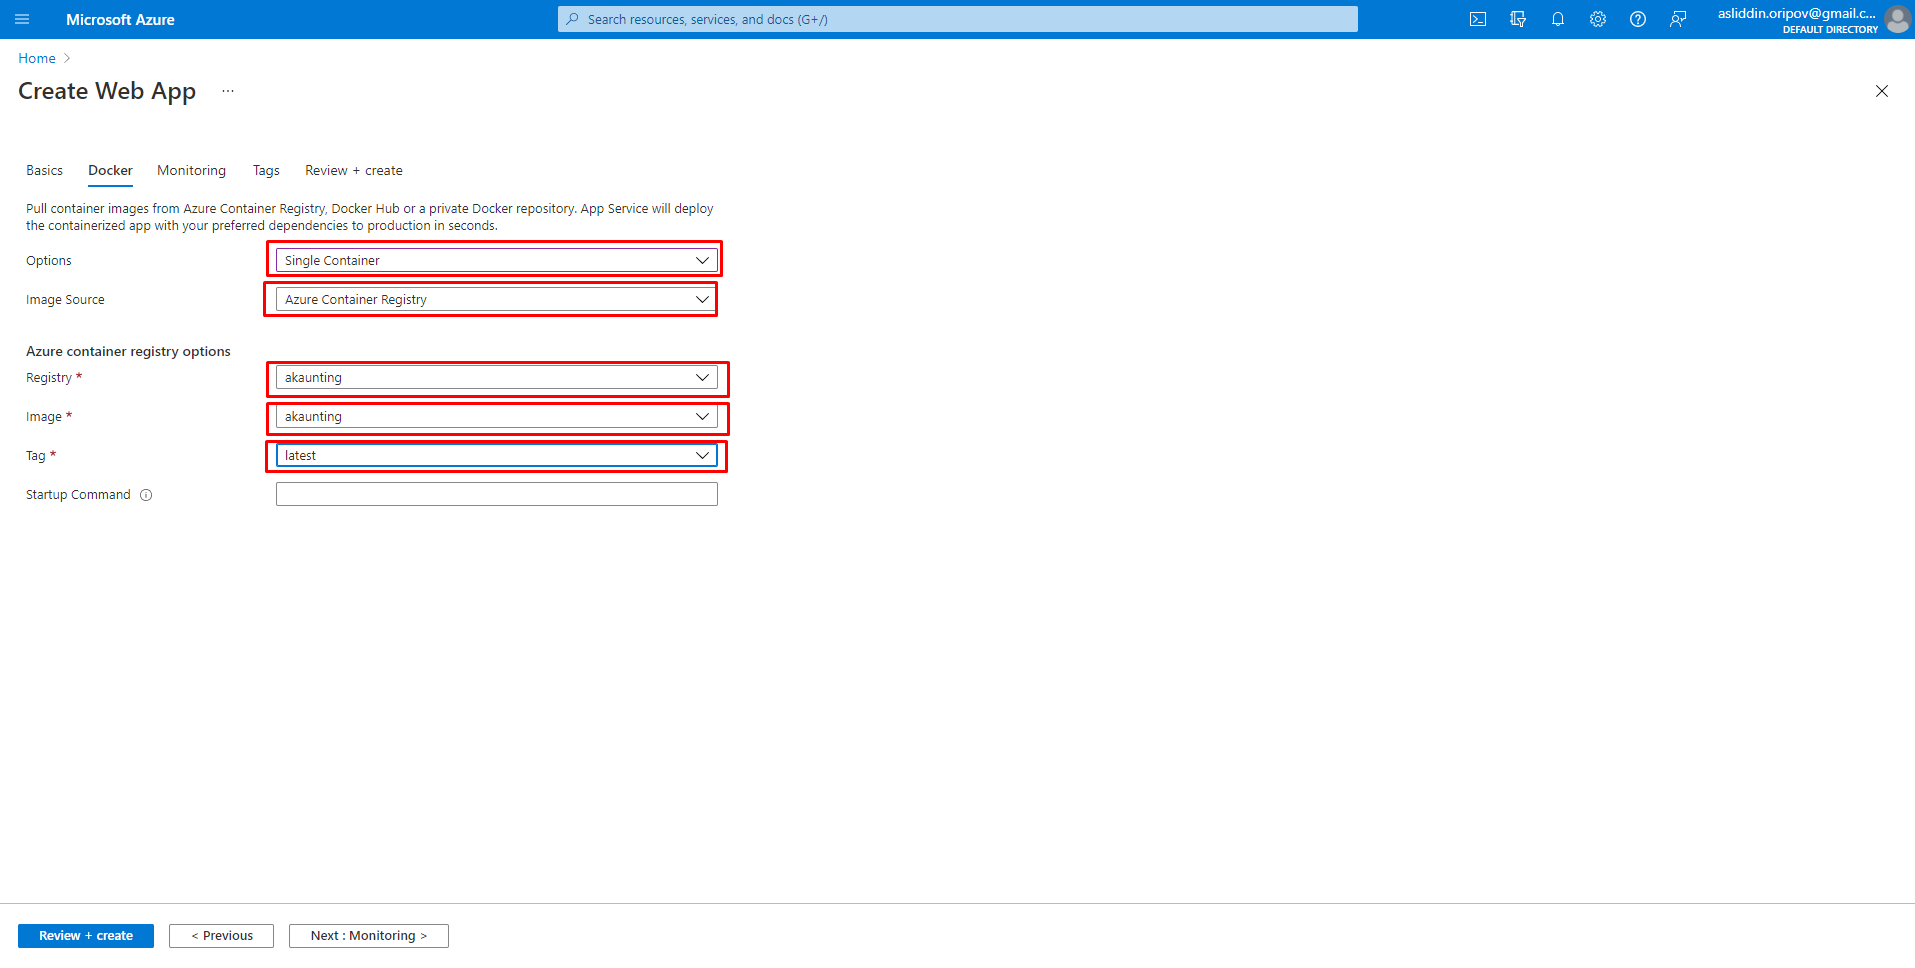 Microsoft Azure
Search resources, services, and docs (G+/)
asliddin.oripov@gmail.c...
DEFAULT DIRECTORY
Home >
Create Web App ...
Basics Docker Monitoring Tags Review + create
Pull container images from Azure Container Registry, Docker Hub or a private Docker repository. App Service will deploy
the containerized app with your preferred dependencies to production in seconds.
Options Single Container
Image Source Azure Container Registry
Azure container registry options
Registry * akaunting
Image * akaunting
Tag * latest
Startup Command
Review + create < Previous Next : Monitoring >